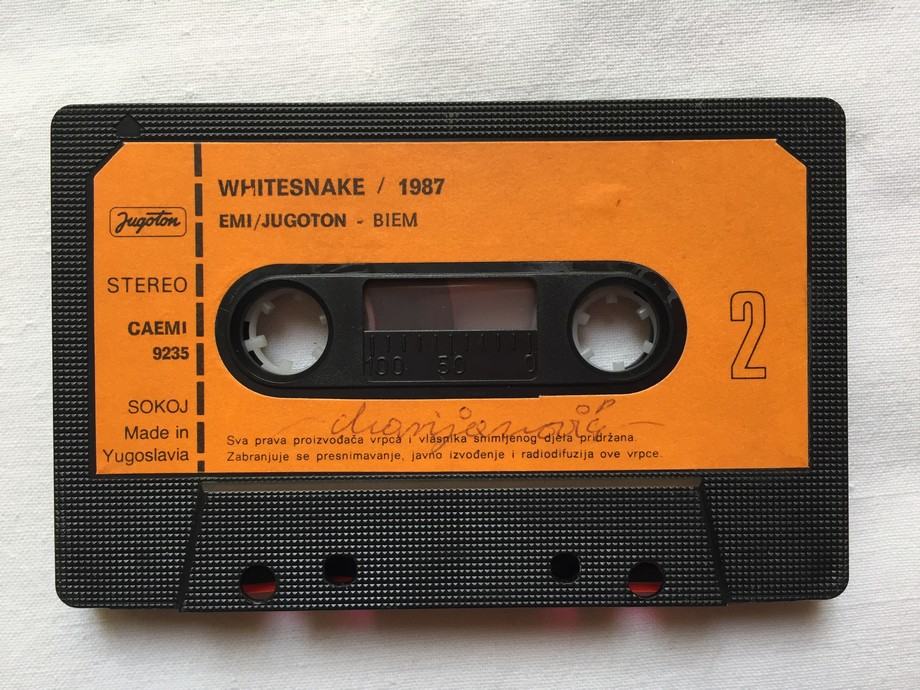 WHITESNAKE / 1987
EMI/JUGOTON - BIEM
Jugoton
STEREO
CAEMI
9235
SOKOJ
Made in
Yugoslavia
100 50 0
2
Sva prava proizvođača vrpca i vlasnika snimljenog djela pridržana.
Zabranjuje se presnimavanje, javno izvođenje i radiodifuzija ove vrpce.